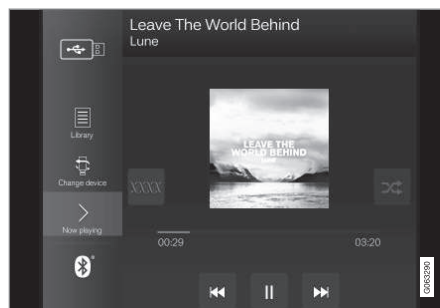 Leave The World Behind
Lune
Library
Change device
Now playing
LEAVE THE
WORLD BEHIND
XXXX
00:29
03:20
G063290